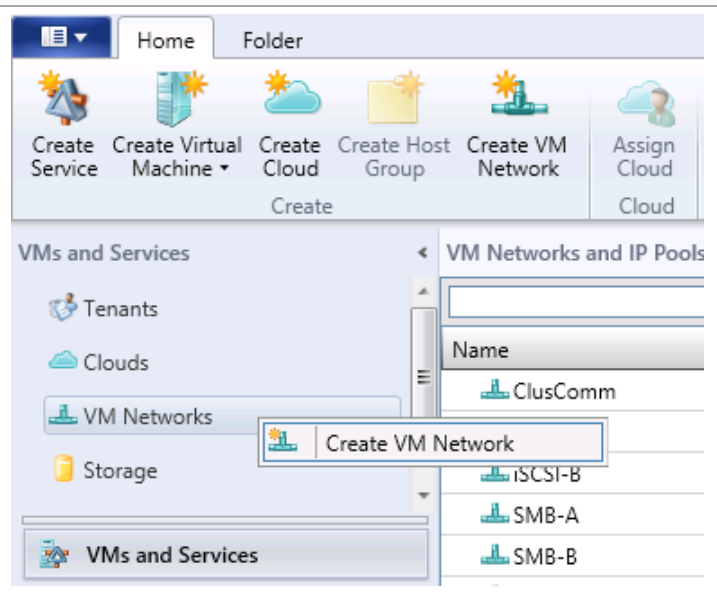 Home Folder
Create Service
Create Virtual Machine
Create Cloud
Create Host Group
Create VM Network
Assign Cloud
Create
Cloud
VMs and Services
VM Networks and IP Pools
Tenants
Clouds
VM Networks
Storage
Create VM Network
VMs and Services
Name
ClusComm
iSCSI-B
SMB-A
SMB-B